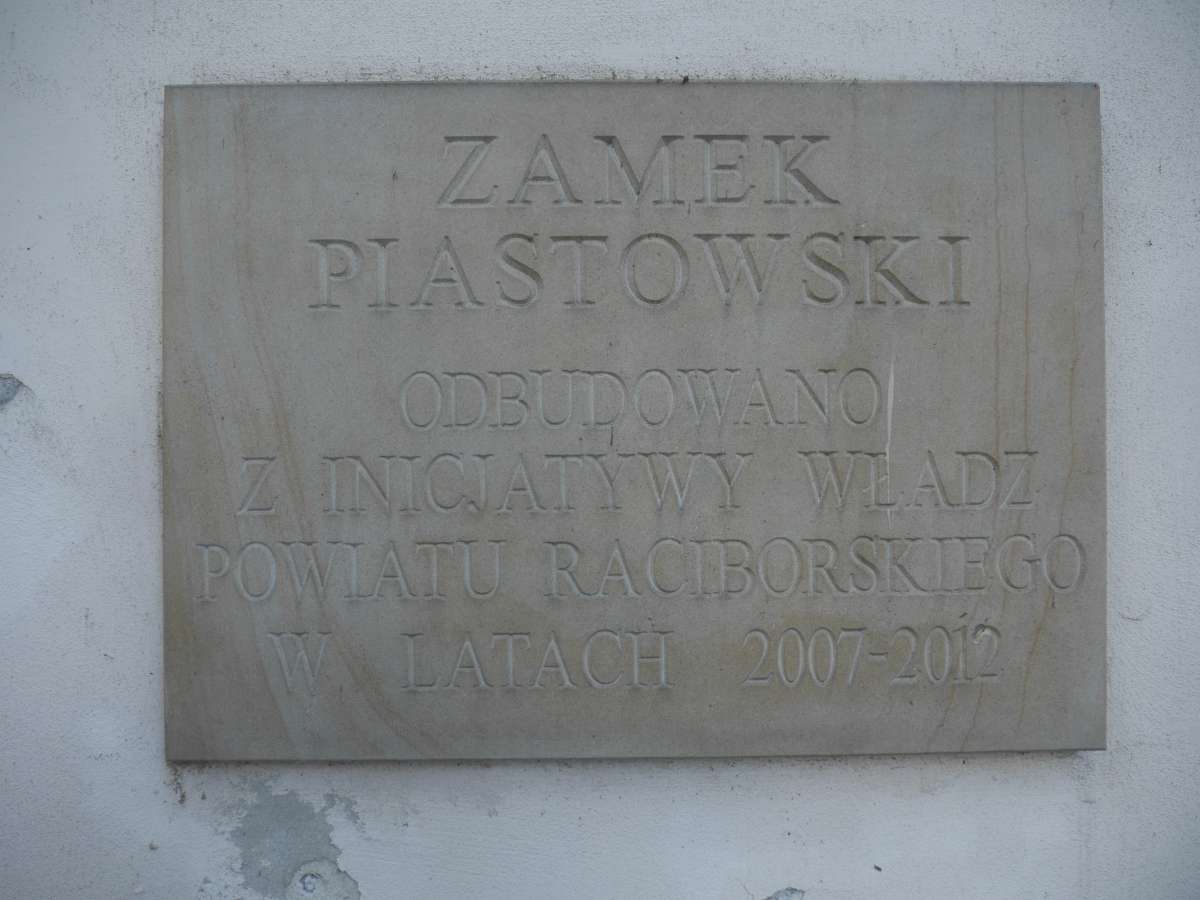 ZAMEK
PIASTOWSKI
ODBUDOWANO
Z INICJATYWY WŁADZ
POWIATU RACIBORSKIEGO
W LATACH 2007-2012